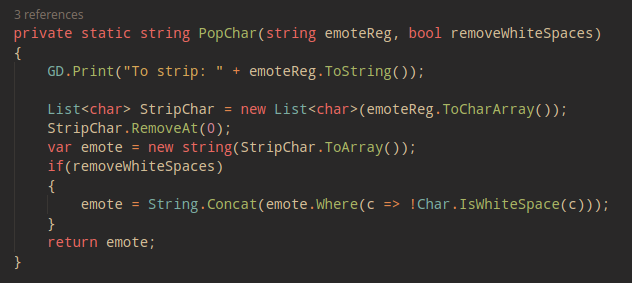 3 references
private static string PopChar(string emoteReg, bool removeWhiteSpaces)
{
    GD.Print("To strip: " + emoteReg.ToString());

    List<char> StripChar = new List<char>(emoteReg.ToCharArray());
    StripChar.RemoveAt(0);
    var emote = new string(StripChar.ToArray());
    if(removeWhiteSpaces)
    {
        emote = String.Concat(emote.Where(c => !Char.IsWhiteSpace(c)));
    }
    return emote;
}